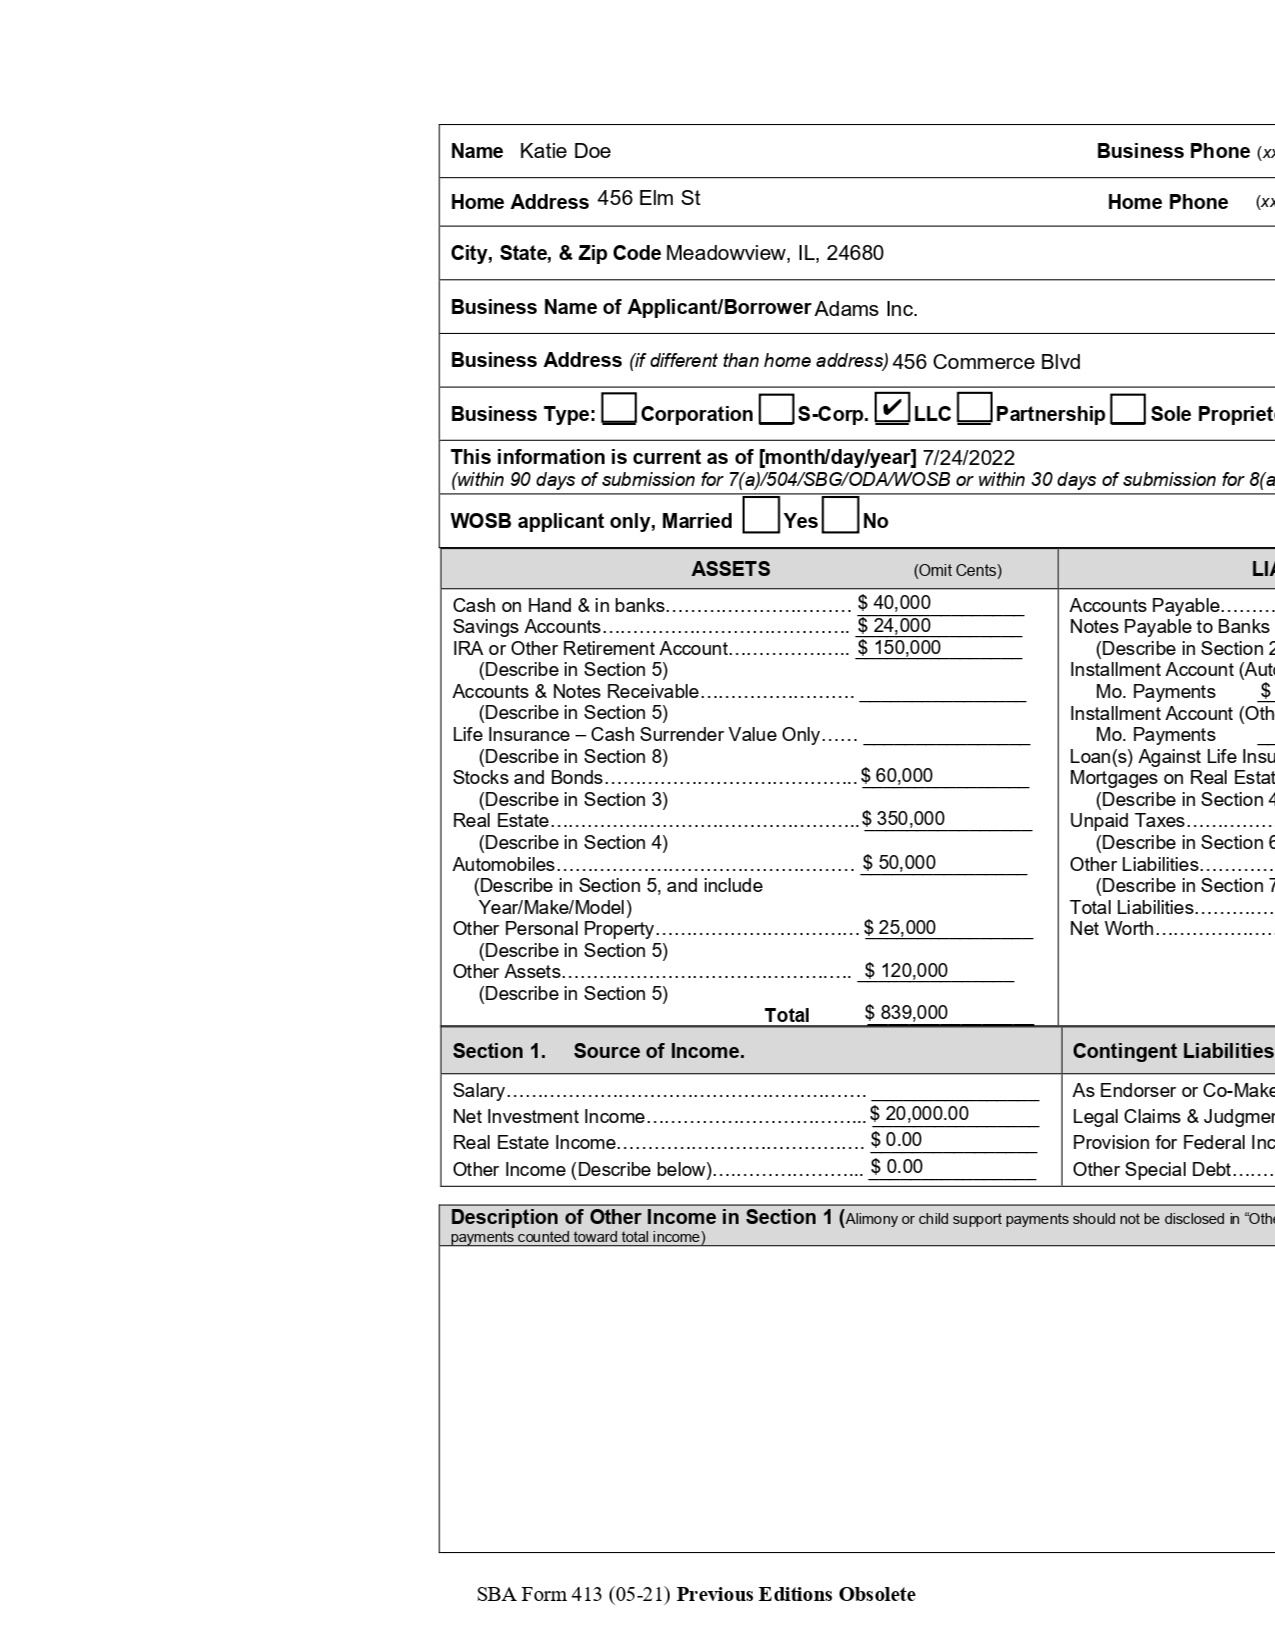 Name Katie Doe Business Phone (xx
Home Address 456 Elm St Home Phone (xx
City, State, & Zip Code Meadowview, IL, 24680
Business Name of Applicant/Borrower Adams Inc.
Business Address (if different than home address) 456 Commerce Blvd
Business Type: Corporation S-Corp. ✔ LLC Partnership Sole Propriet
This information is current as of [month/day/year] 7/24/2022
(within 90 days of submission for 7(a)/504/SBG/ODA/WOSB or within 30 days of submission for 8(a
WOSB applicant only, Married Yes No
ASSETS (Omit Cents) LIA
Cash on Hand & in banks………………………… $ 40,000 Accounts Payable………
Savings Accounts………………………………… $ 24,000 Notes Payable to Banks
IRA or Other Retirement Account……………….. $ 150,000 (Describe in Section 2
(Describe in Section 5) Installment Account (Auto
Accounts & Notes Receivable…………………… Mo. Payments $
(Describe in Section 5) Installment Account (Oth
Life Insurance – Cash Surrender Value Only…… Mo. Payments
(Describe in Section 8) Loan(s) Against Life Insu
Stocks and Bonds………………………………….. $ 60,000 Mortgages on Real Estat
(Describe in Section 3) (Describe in Section 4
Real Estate…………………………………………. $ 350,000 Unpaid Taxes…………
(Describe in Section 4) (Describe in Section 6
Automobiles………………………………………… $ 50,000 Other Liabilities………
(Describe in Section 5, and include (Describe in Section 7
Year/Make/Model) Total Liabilities…………
Other Personal Property…………………………… $ 25,000 Net Worth………………
(Describe in Section 5)
Other Assets………………………………………. $ 120,000
(Describe in Section 5)
Total $ 839,000
Section 1. Source of Income. Contingent Liabilities
Salary………………………………………………… As Endorser or Co-Make
Net Investment Income…………………………….. $ 20,000.00 Legal Claims & Judgmen
Real Estate Income………………………………… $ 0.00 Provision for Federal Inc
Other Income (Describe below)………………….. $ 0.00 Other Special Debt……
Description of Other Income in Section 1 (Alimony or child support payments should not be disclosed in “Othe
payments counted toward total income)
SBA Form 413 (05-21) Previous Editions Obsolete